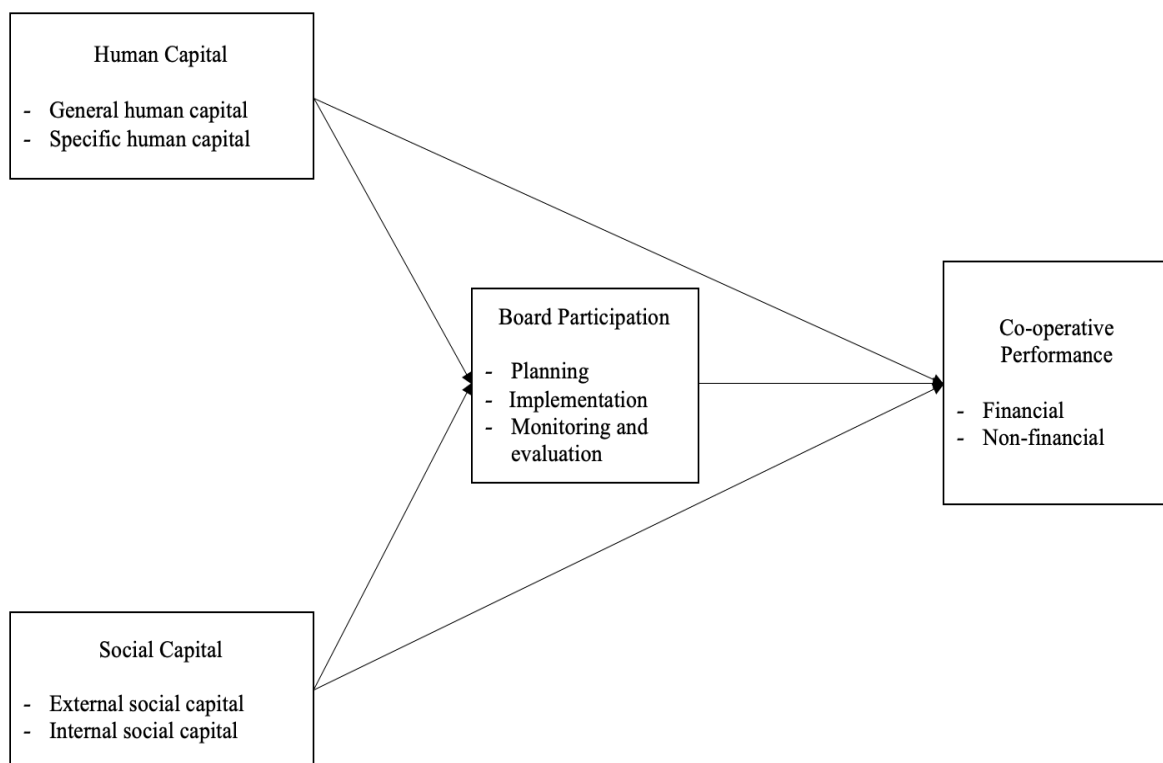 Human Capital
- General human capital
- Specific human capital
Board Participation
- Planning
- Implementation
- Monitoring and
evaluation
Co-operative
Performance
- Financial
- Non-financial
Social Capital
- External social capital
- Internal social capital